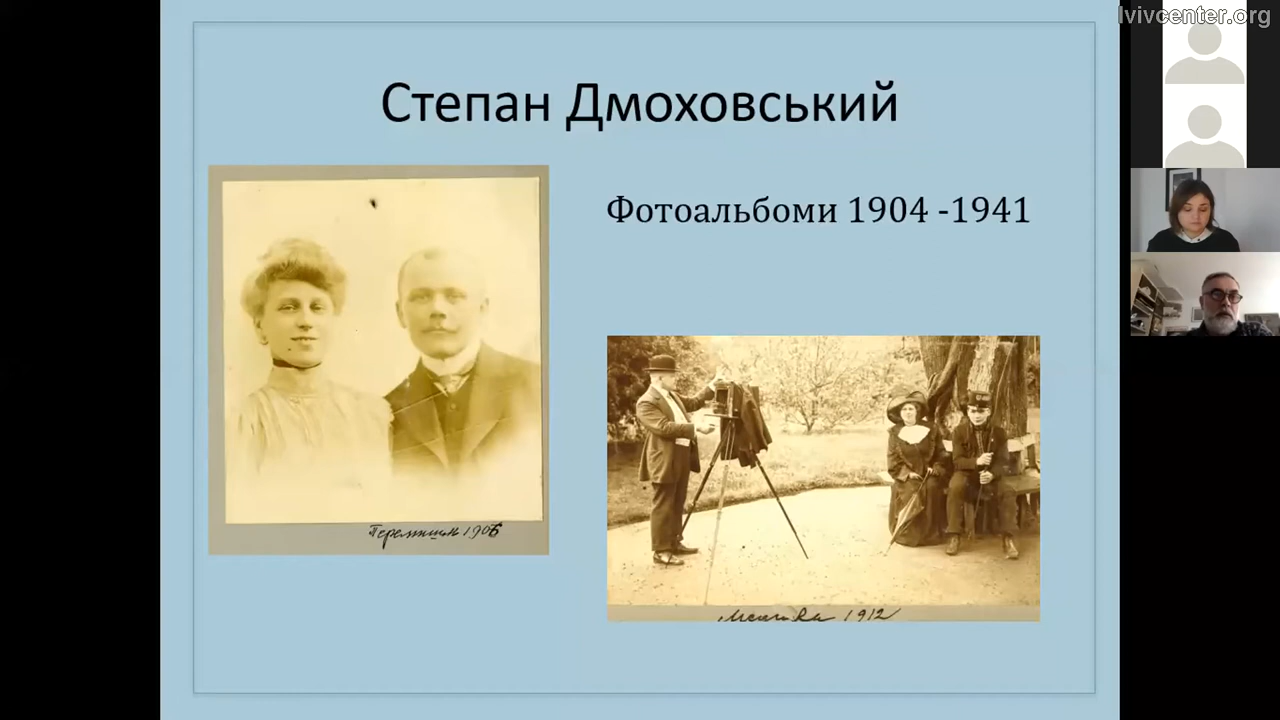 lvivcenter.org
Степан Дмоховський
Фотоальбоми 1904 -1941
Перемишль 1906
1912